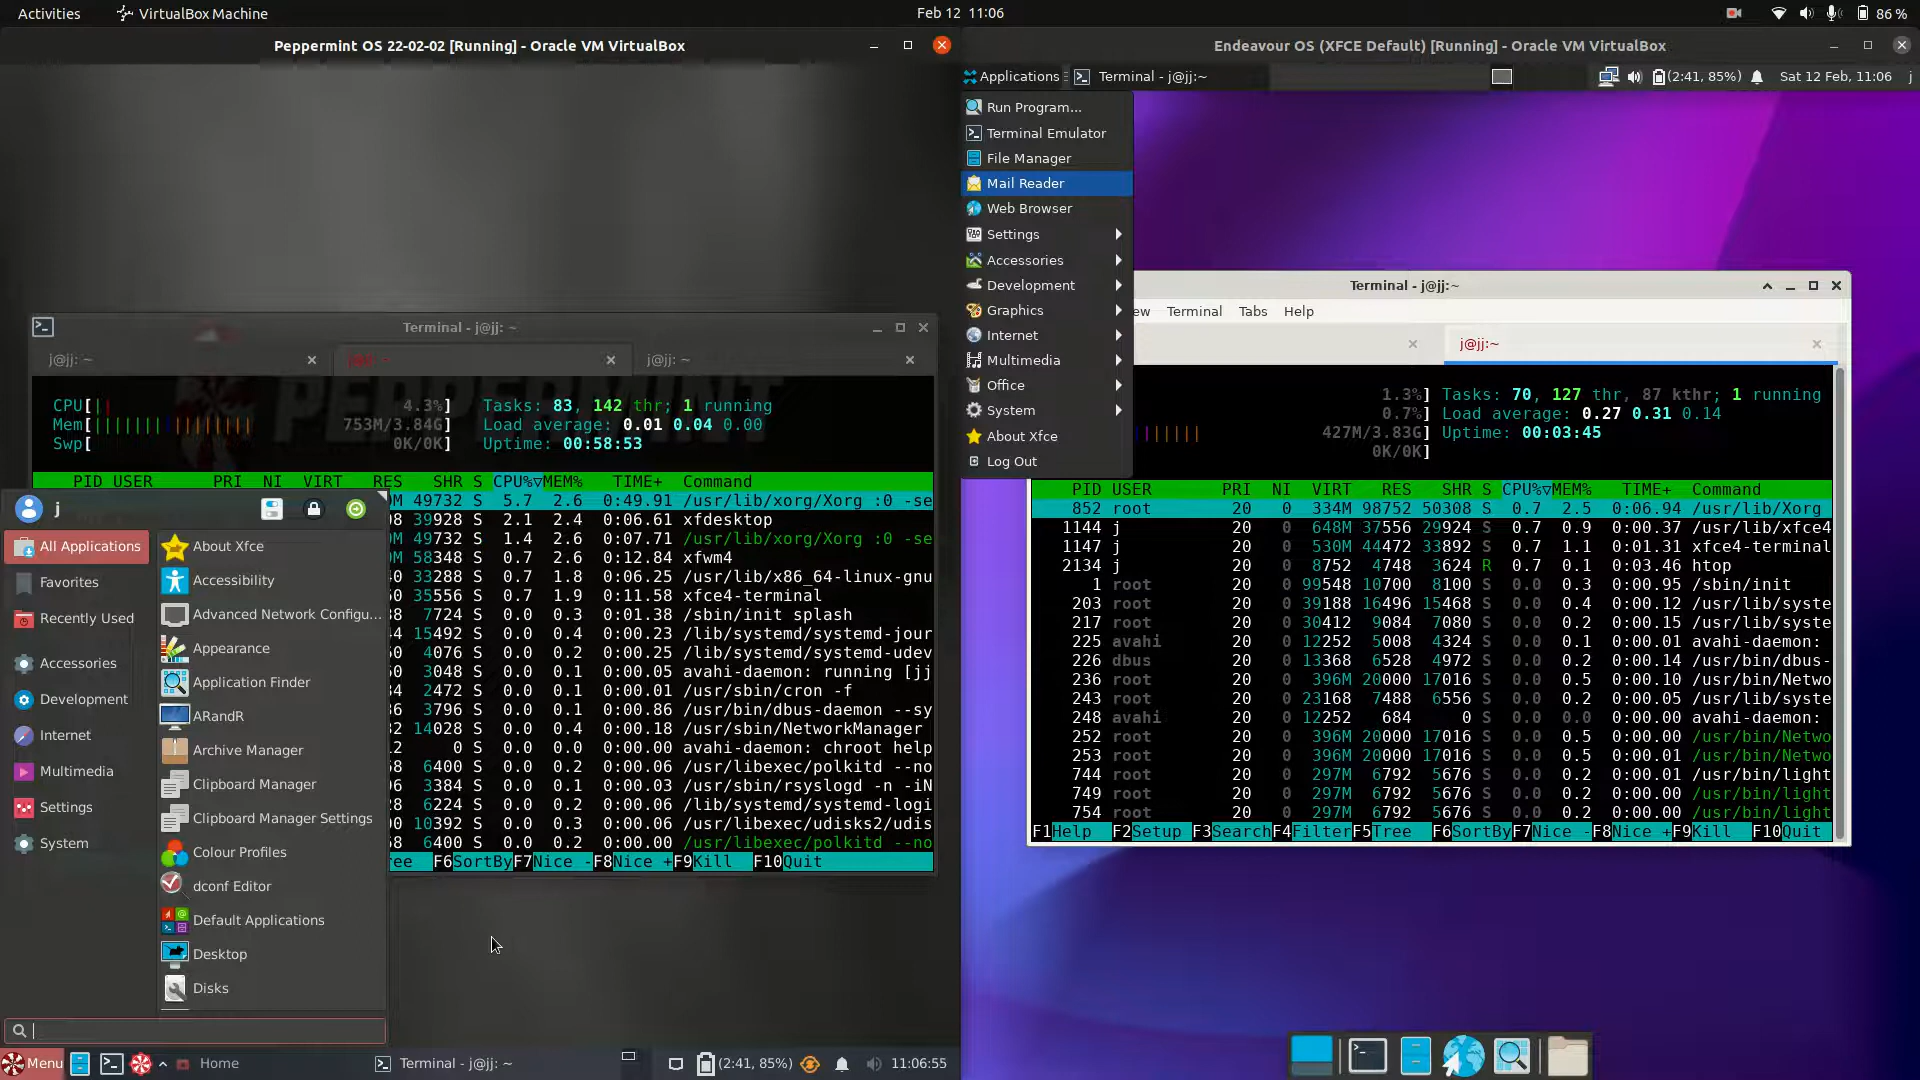 Activities
VirtualBox Machine
Feb 12 11:06
86 %
Peppermint OS 22-02-02 [Running] - Oracle VM VirtualBox
PEPPERMINT
Terminal - j@jj: ~
j@jj: ~
j@jj: ~
j@jj: ~
CPU[|| 4.3%] Tasks: 83, 142 thr; 1 running
Mem[ 753M/3.84G] Load average: 0.01 0.04 0.00
Swp[ 0K/0K] Uptime: 00:58:53
PID USER PRI NI VIRT RES SHR S CPU%▽MEM% TIME+ Command
M 49732 S 5.7 2.6 0:49.91 /usr/lib/xorg/Xorg :0 -se
08 39928 S 2.1 2.4 0:06.61 xfdesktop
M 49732 S 1.4 2.6 0:07.71 /usr/lib/xorg/Xorg :0 -se
M 58348 S 0.7 2.6 0:12.84 xfwm4
40 33288 S 0.7 1.8 0:06.25 /usr/lib/x86_64-linux-gnu
50 35556 S 0.7 1.9 0:11.58 xfce4-terminal
8 7724 S 0.0 0.3 0:01.38 /sbin/init splash
44 15492 S 0.0 0.4 0:00.23 /lib/systemd/systemd-jour
50 4076 S 0.0 0.2 0:00.25 /lib/systemd/systemd-udev
50 3048 S 0.0 0.1 0:00.05 avahi-daemon: running [jj
34 2472 S 0.0 0.1 0:00.01 /usr/sbin/cron -f
36 3796 S 0.0 0.1 0:00.86 /usr/bin/dbus-daemon --sy
32 14028 S 0.0 0.4 0:00.18 /usr/sbin/NetworkManager
12 0 S 0.0 0.0 0:00.00 avahi-daemon: chroot help
58 6400 S 0.0 0.2 0:00.06 /usr/libexec/polkitd --no
06 3384 S 0.0 0.1 0:00.03 /usr/sbin/rsyslogd -n -iN
28 6224 S 0.0 0.2 0:00.06 /lib/systemd/systemd-logi
00 10392 S 0.0 0.3 0:00.06 /usr/libexec/udisks2/udis
58 6400 S 0.0 0.2 0:00.00 /usr/libexec/polkitd --no
ree F6SortByF7Nice -F8Nice +F9Kill F10Quit
j
All Applications
Favorites
Recently Used
Accessories
Development
Internet
Multimedia
Settings
System
About Xfce
Accessibility
Advanced Network Configu...
Appearance
Application Finder
ARandR
Archive Manager
Clipboard Manager
Clipboard Manager Settings
Colour Profiles
dconf Editor
Default Applications
Desktop
Disks
Menu
Home
Terminal - j@jj: ~
(2:41, 85%)
11:06:55
Endeavour OS (XFCE Default) [Running] - Oracle VM VirtualBox
Applications
Terminal - j@jj:~
(2:41, 85%)
Sat 12 Feb, 11:06
j
Run Program...
Terminal Emulator
File Manager
Mail Reader
Web Browser
Settings
Accessories
Development
Graphics
Internet
Multimedia
Office
System
About Xfce
Log Out
Terminal - j@jj:~
ew Terminal Tabs Help
j@jj:~
1.3%] Tasks: 70, 127 thr, 87 kthr; 1 running
0.7%] Load average: 0.27 0.31 0.14
427M/3.83G] Uptime: 00:03:45
0K/0K]
PID USER PRI NI VIRT RES SHR S CPU%▽MEM% TIME+ Command
852 root 20 0 334M 98752 50308 S 0.7 2.5 0:06.94 /usr/lib/Xorg
1144 j 20 0 648M 37556 29924 S 0.7 0.9 0:00.37 /usr/lib/xfce4
1147 j 20 0 530M 44472 33892 S 0.7 1.1 0:01.31 xfce4-terminal
2134 j 20 0 8752 4748 3624 R 0.7 0.1 0:03.46 htop
1 root 20 0 99548 10700 8100 S 0.0 0.3 0:00.95 /sbin/init
203 root 20 0 39188 16496 15468 S 0.0 0.4 0:00.12 /usr/lib/syste
217 root 20 0 30412 9084 7080 S 0.0 0.2 0:00.15 /usr/lib/syste
225 avahi 20 0 12252 5008 4324 S 0.0 0.1 0:00.01 avahi-daemon:
226 dbus 20 0 13368 6528 4972 S 0.0 0.2 0:00.14 /usr/bin/dbus-
236 root 20 0 396M 20000 17016 S 0.0 0.5 0:00.10 /usr/bin/Netwo
243 root 20 0 23168 7488 6556 S 0.0 0.2 0:00.05 /usr/lib/syste
248 avahi 20 0 12252 684 0 S 0.0 0.0 0:00.00 avahi-daemon:
252 root 20 0 396M 20000 17016 S 0.0 0.5 0:00.00 /usr/bin/Netwo
253 root 20 0 396M 20000 17016 S 0.0 0.5 0:00.01 /usr/bin/Netwo
744 root 20 0 297M 6792 5676 S 0.0 0.2 0:00.01 /usr/bin/light
749 root 20 0 297M 6792 5676 S 0.0 0.2 0:00.00 /usr/bin/light
754 root 20 0 297M 6792 5676 S 0.0 0.2 0:00.00 /usr/bin/light
F1Help F2Setup F3SearchF4FilterF5Tree F6SortByF7Nice -F8Nice +F9Kill F10Quit